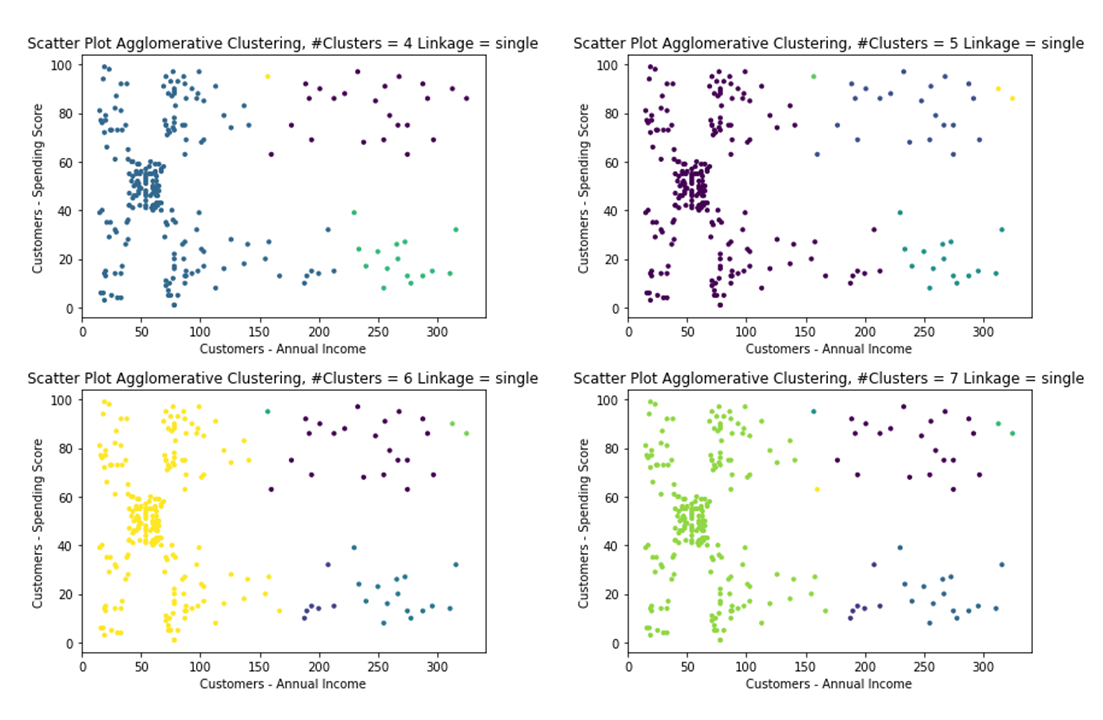 Scatter Plot Agglomerative Clustering, #Clusters = 4 Linkage = single
100
80
60
40
20
0
Customers - Spending Score
0 50 100 150 200 250 300
Customers - Annual Income
Scatter Plot Agglomerative Clustering, #Clusters = 5 Linkage = single
100
80
60
40
20
0
Customers - Spending Score
0 50 100 150 200 250 300
Customers - Annual Income
Scatter Plot Agglomerative Clustering, #Clusters = 6 Linkage = single
100
80
60
40
20
0
Customers - Spending Score
0 50 100 150 200 250 300
Customers - Annual Income
Scatter Plot Agglomerative Clustering, #Clusters = 7 Linkage = single
100
80
60
40
20
0
Customers - Spending Score
0 50 100 150 200 250 300
Customers - Annual Income